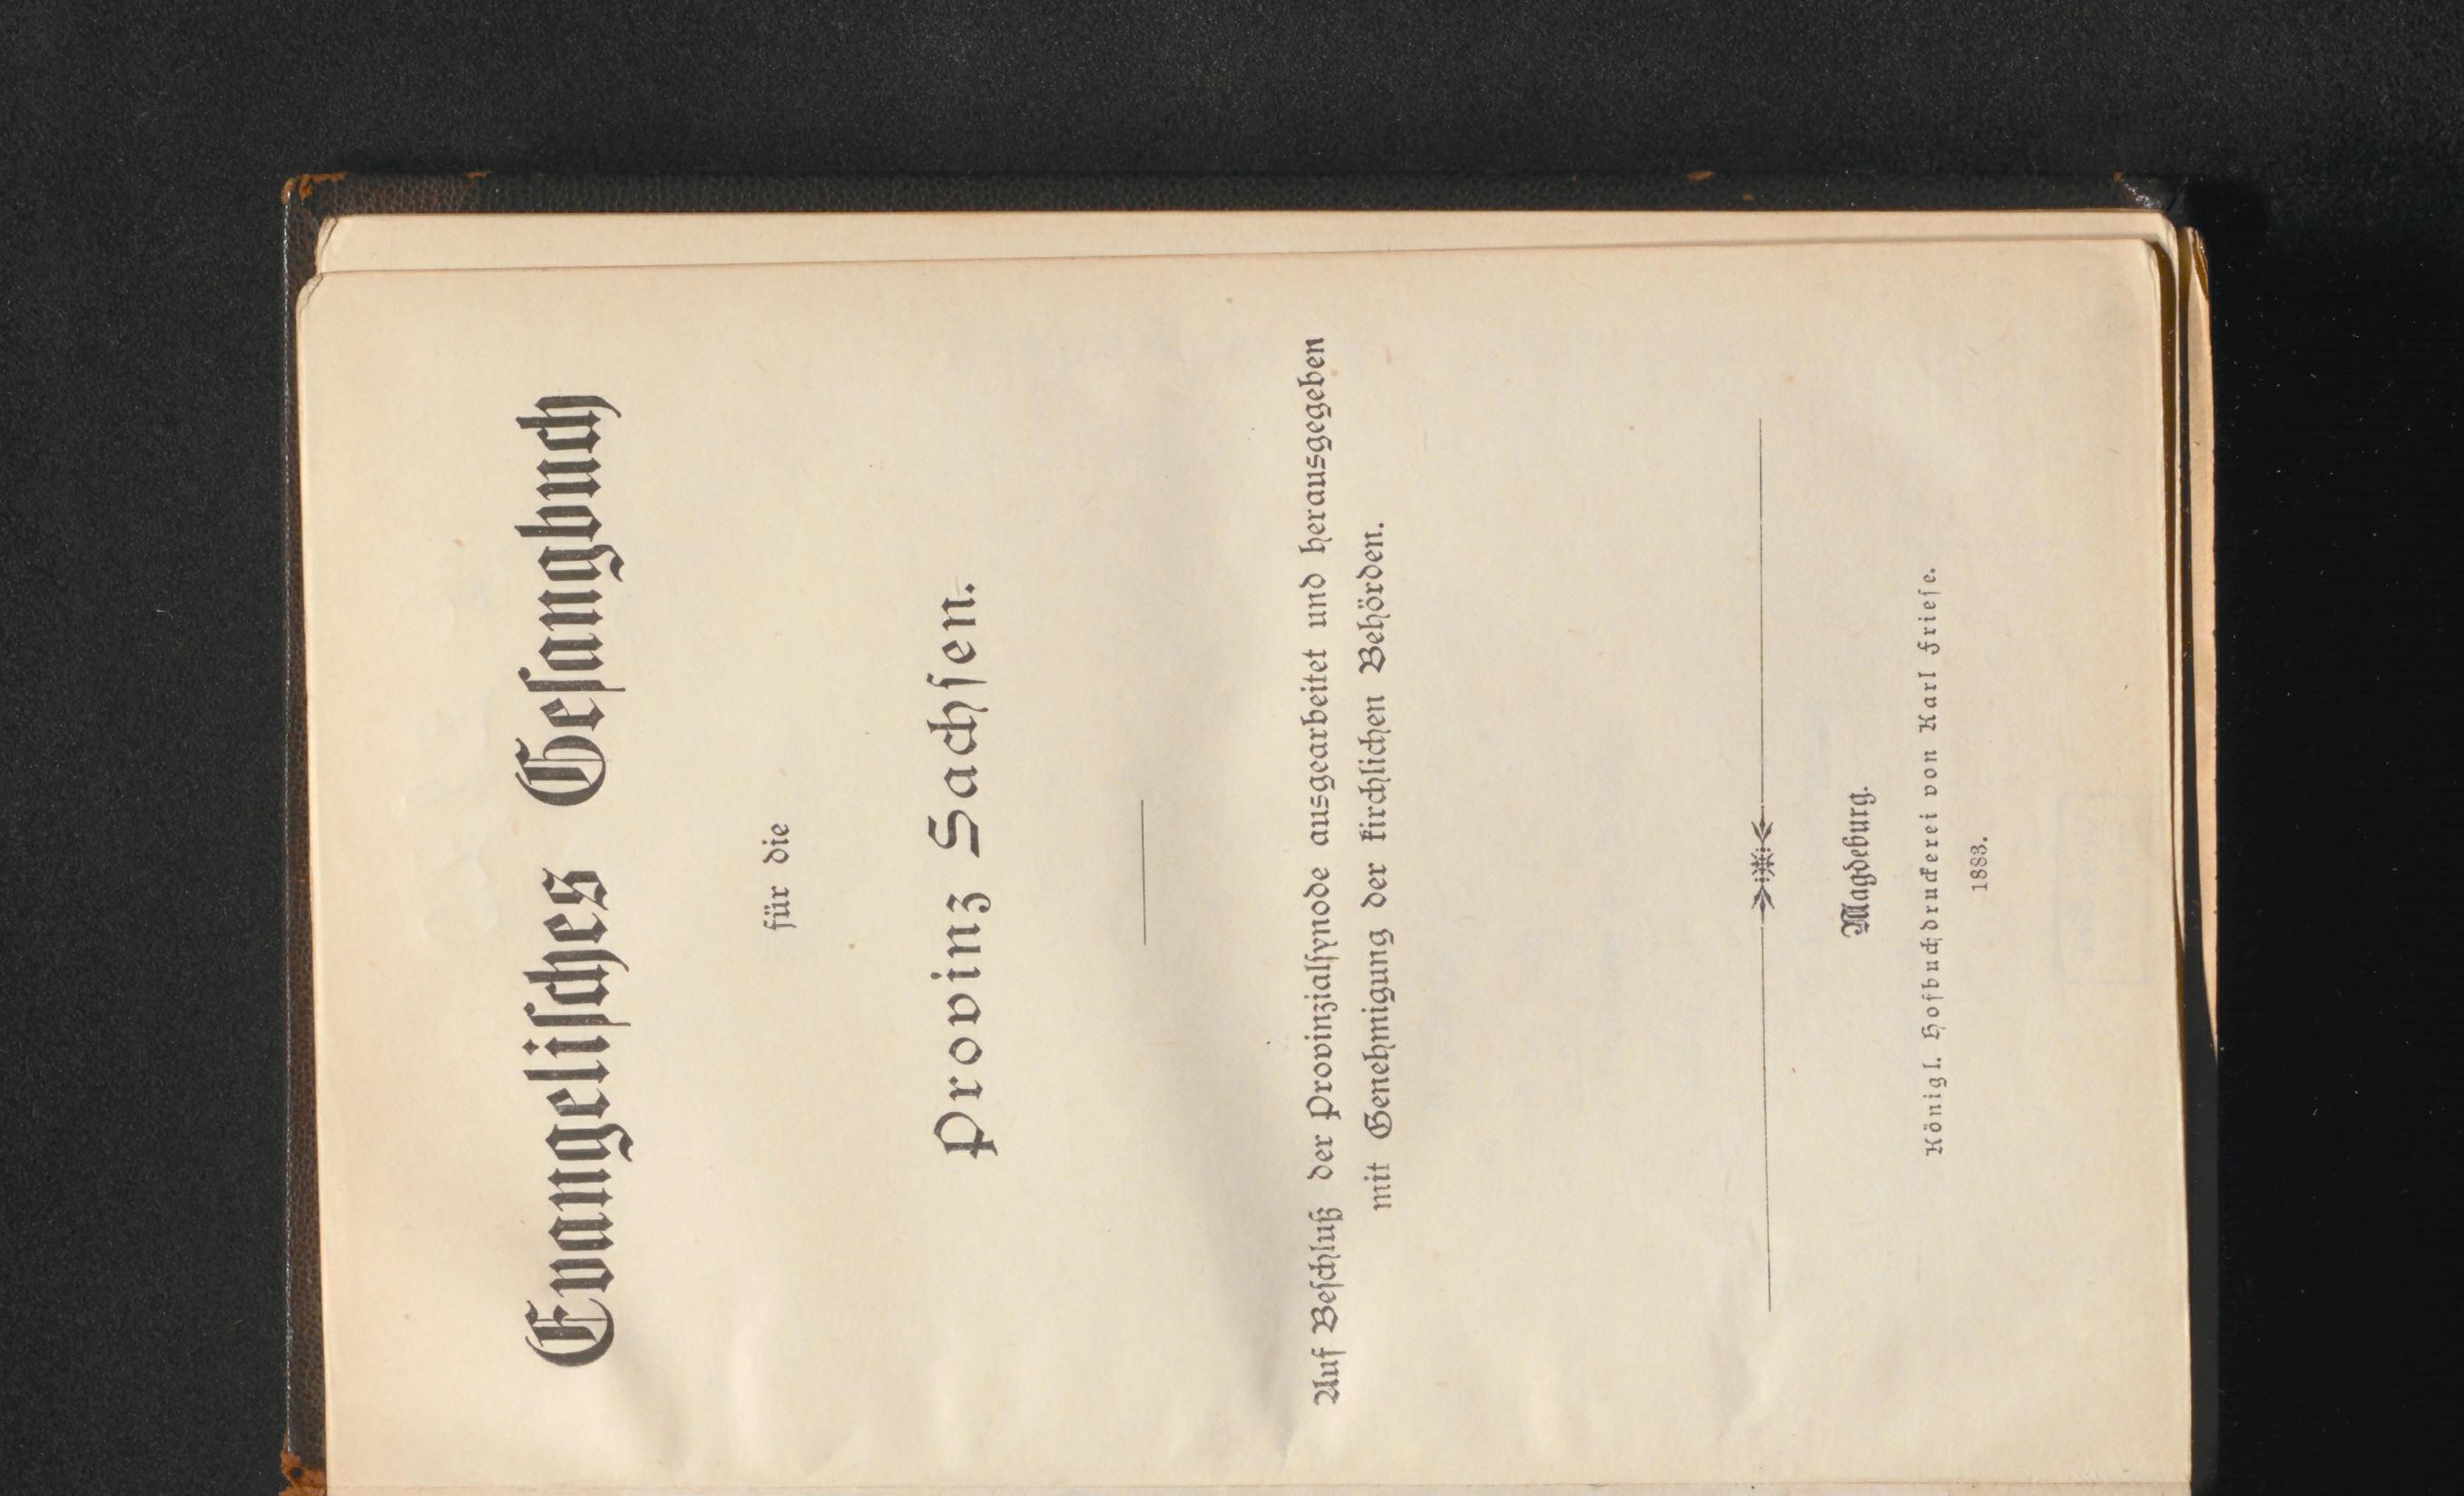 Evangeliſches Geſangbuch
für die
Provinz Sachſen.
Auf Beſchluß der Provinzialſynode ausgearbeitet und herausgegeben
mit Genehmigung der kirchlichen Behörden.
Magdeburg.
Königl. Hofbuchdruckerei von Karl Frieſe.
1883.